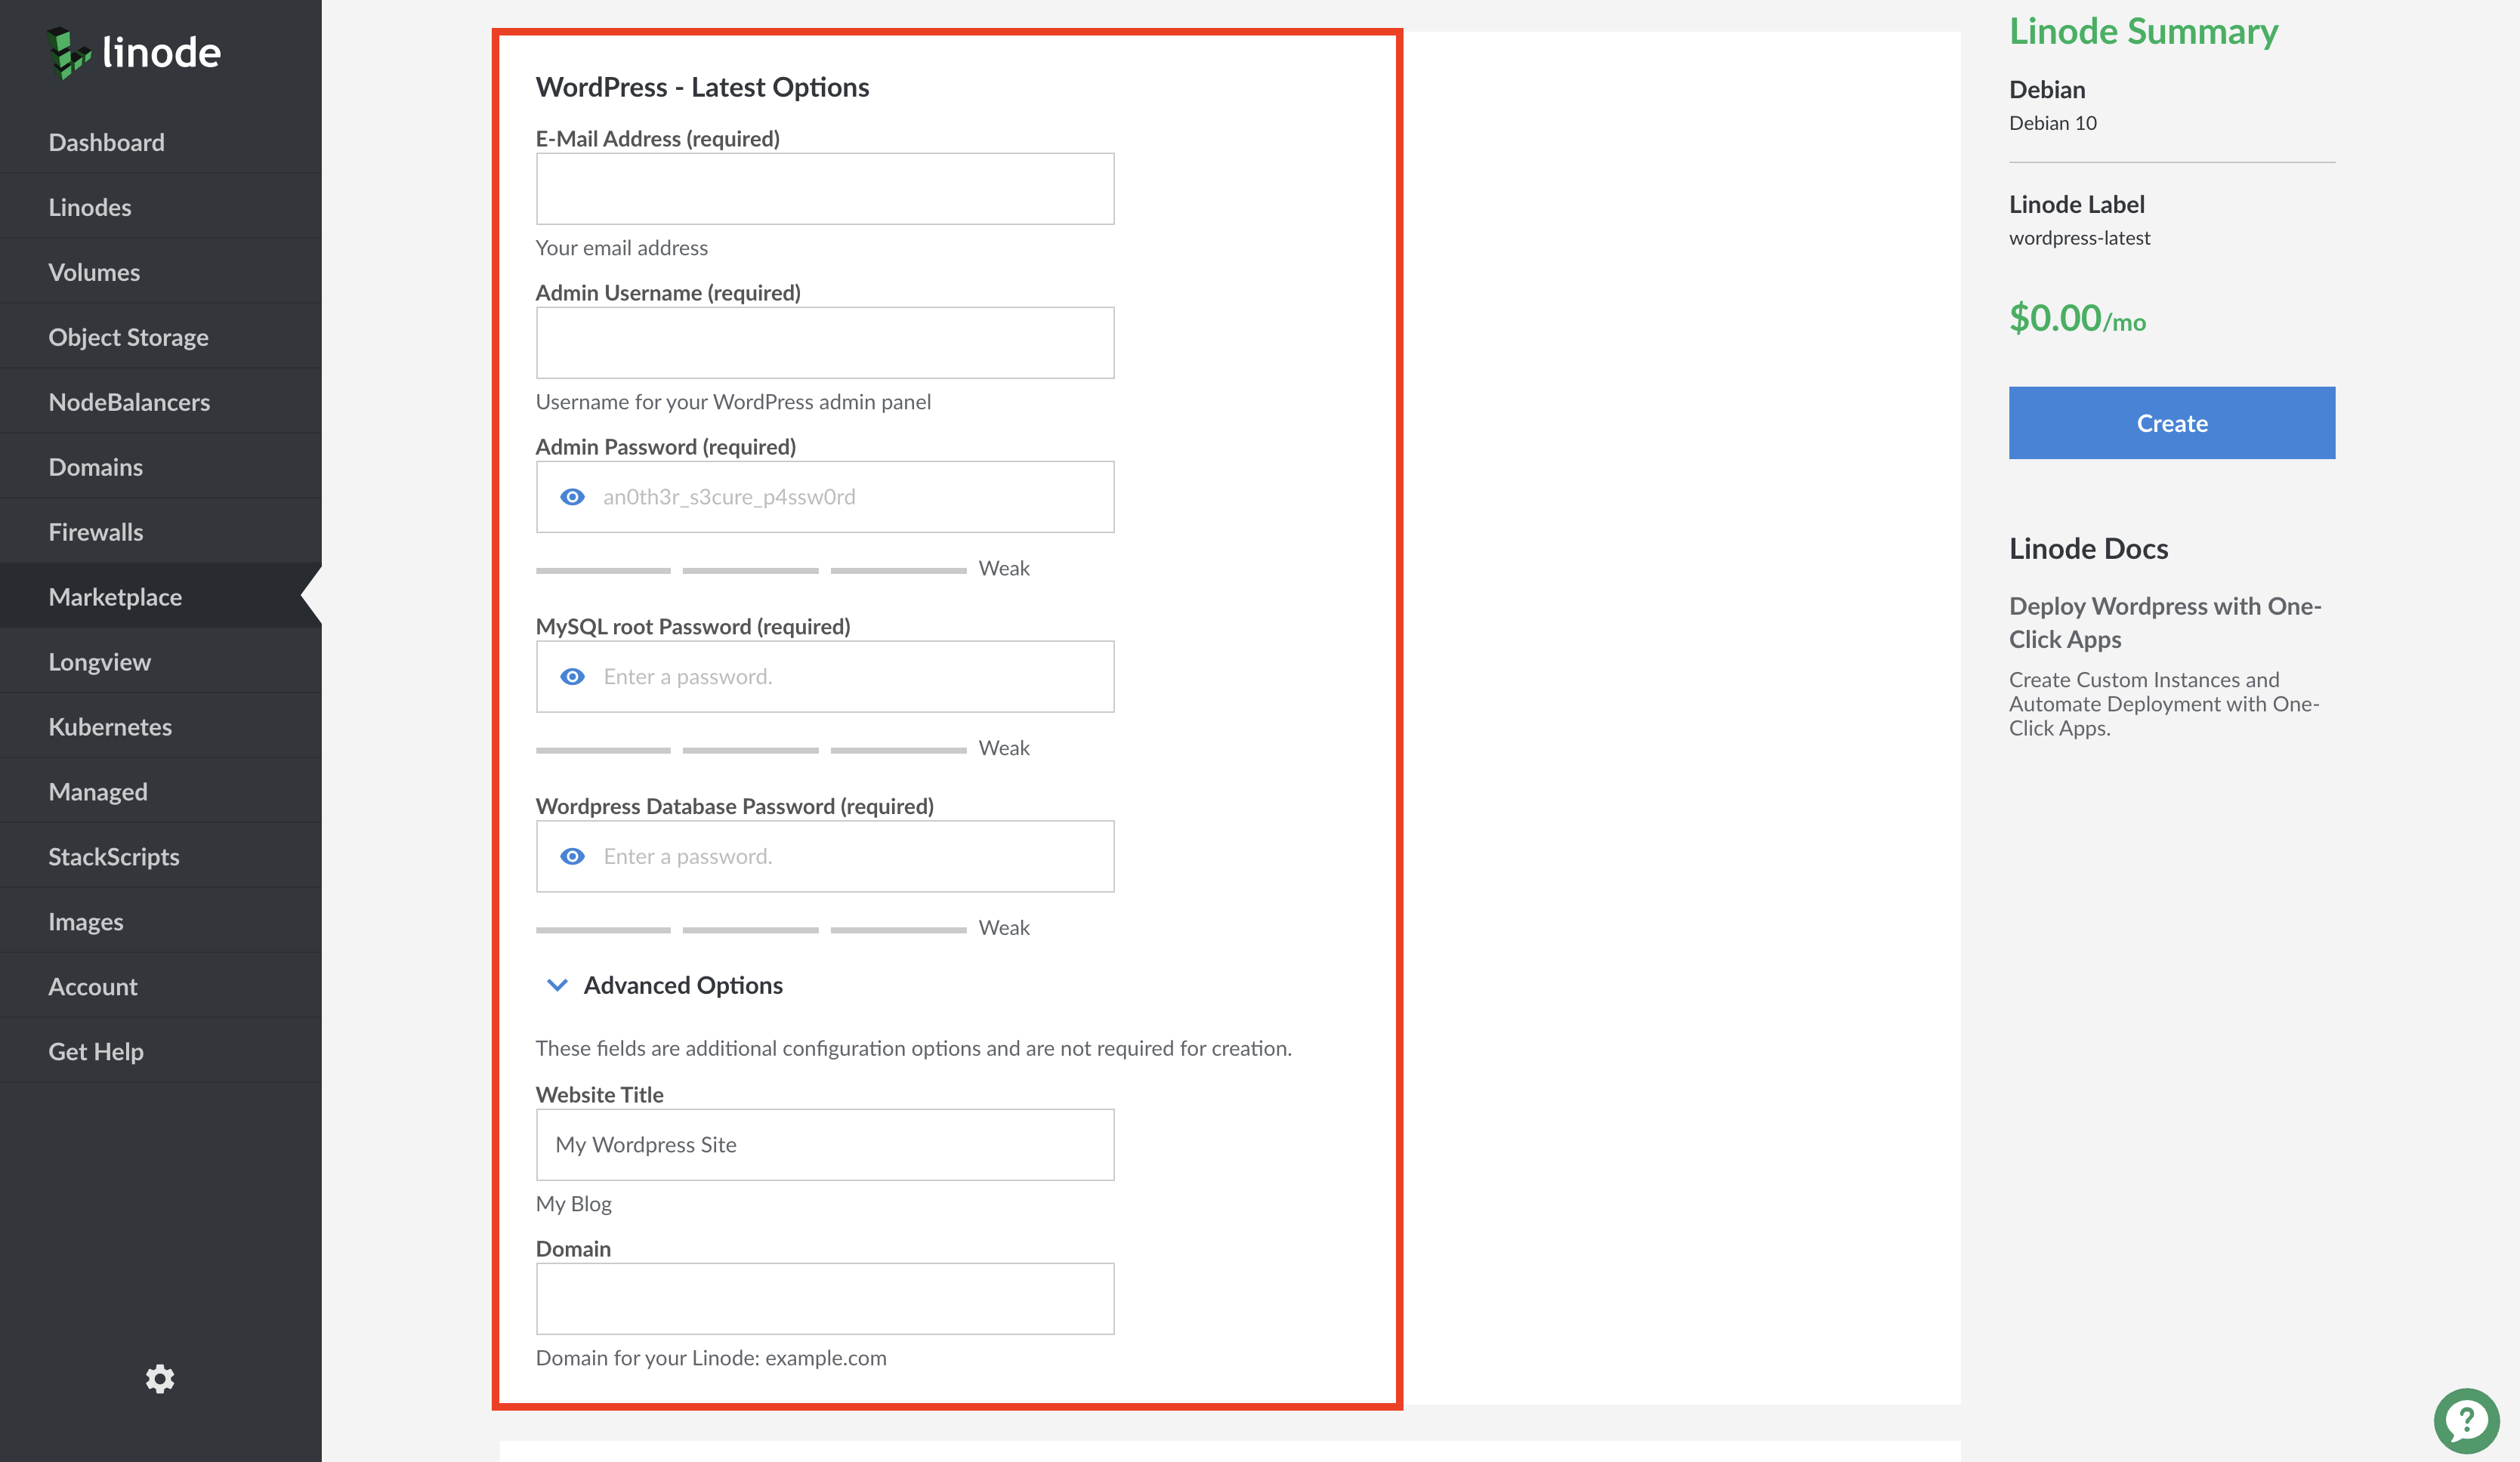 linode
Dashboard
Linodes
Volumes
Object Storage
NodeBalancers
Domains
Firewalls
Marketplace
Longview
Kubernetes
Managed
StackScripts
Images
Account
Get Help
WordPress - Latest Options
E-Mail Address (required)
Your email address
Admin Username (required)
Username for your WordPress admin panel
Admin Password (required)
an0th3r_s3cure_p4ssw0rd
Weak
MySQL root Password (required)
Enter a password.
Weak
Wordpress Database Password (required)
Enter a password.
Weak
Advanced Options
These fields are additional configuration options and are not required for creation.
Website Title
My Wordpress Site
My Blog
Domain
Domain for your Linode: example.com
Linode Summary
Debian
Debian 10
Linode Label
wordpress-latest
$0.00/mo
Create
Linode Docs
Deploy Wordpress with One-
Click Apps
Create Custom Instances and
Automate Deployment with One-
Click Apps.
?